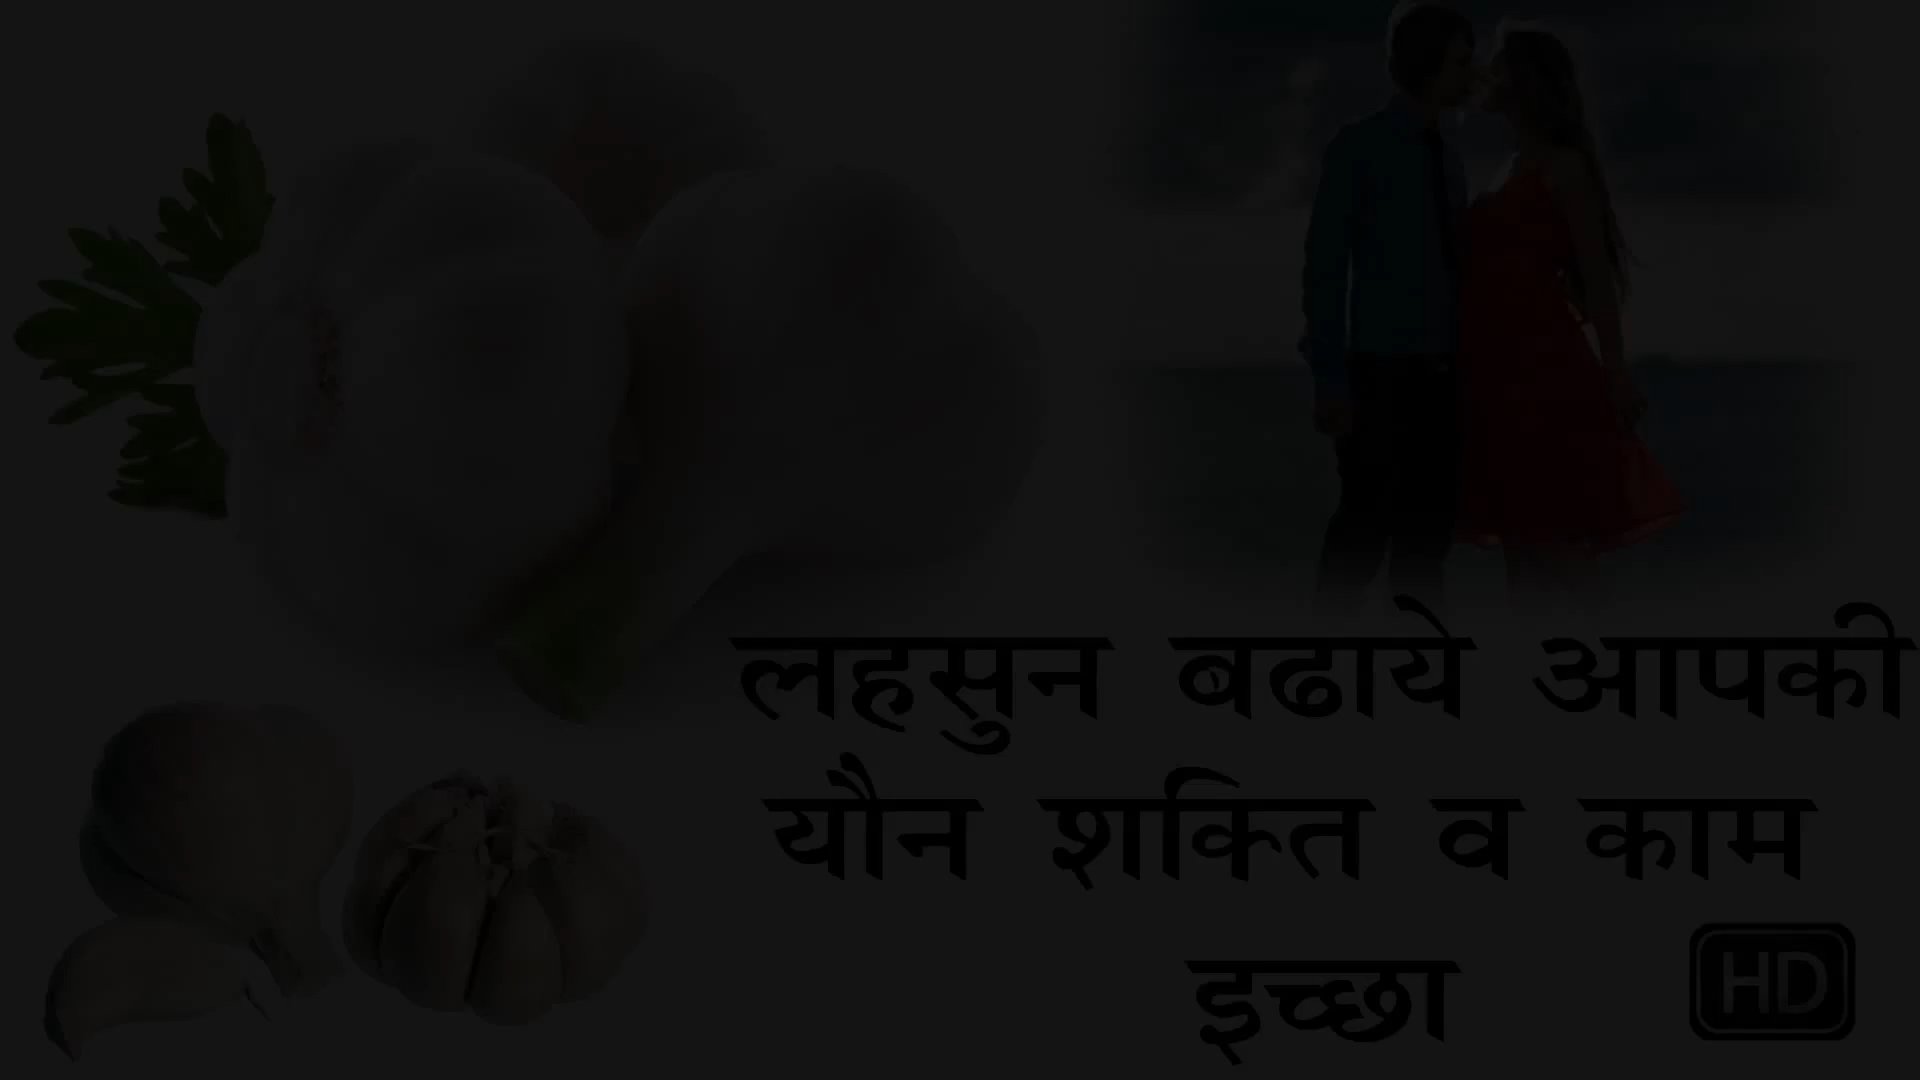 लहसुन बढाये आपकी
यौन शक्ति व काम
इच्छा
HD